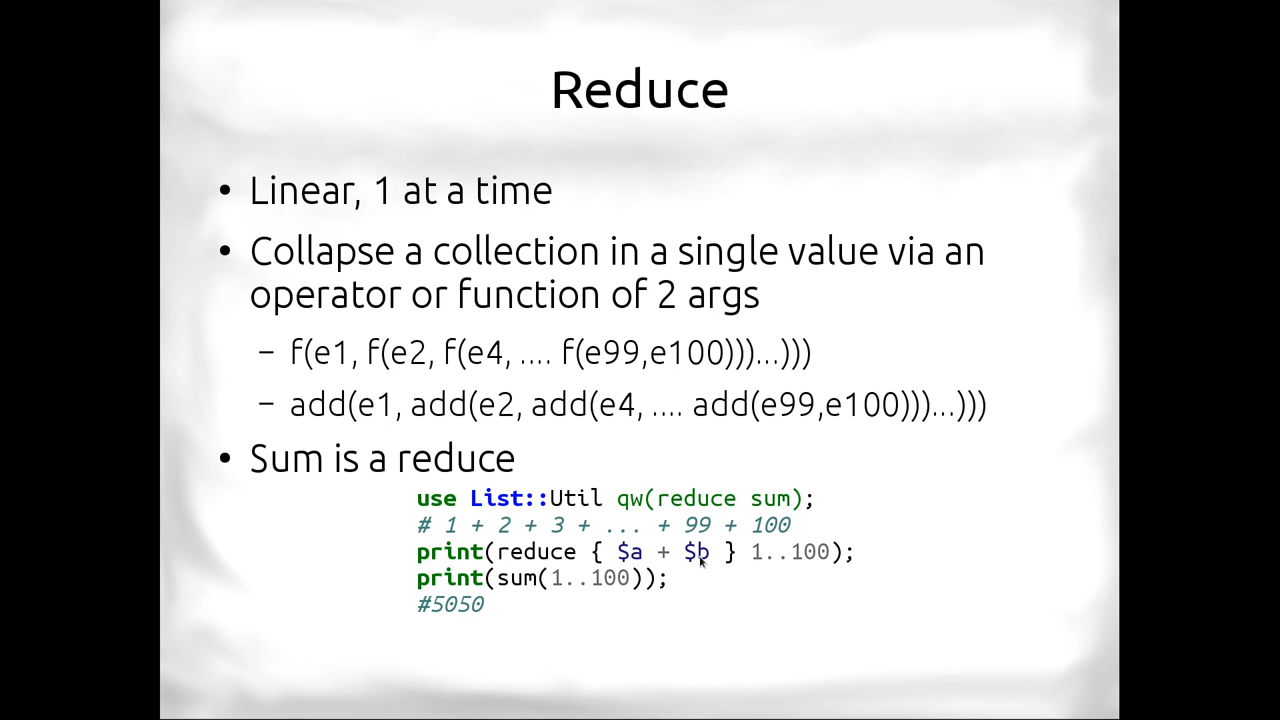 Reduce
• Linear, 1 at a time
• Collapse a collection in a single value via an
operator or function of 2 args
– f(e1, f(e2, f(e4, .... f(e99,e100)))...)))
– add(e1, add(e2, add(e4, .... add(e99,e100)))...)))
• Sum is a reduce
use List::Util qw(reduce sum);
# 1 + 2 + 3 + ... + 99 + 100
print(reduce { $a + $b } 1..100);
print(sum(1..100));
#5050